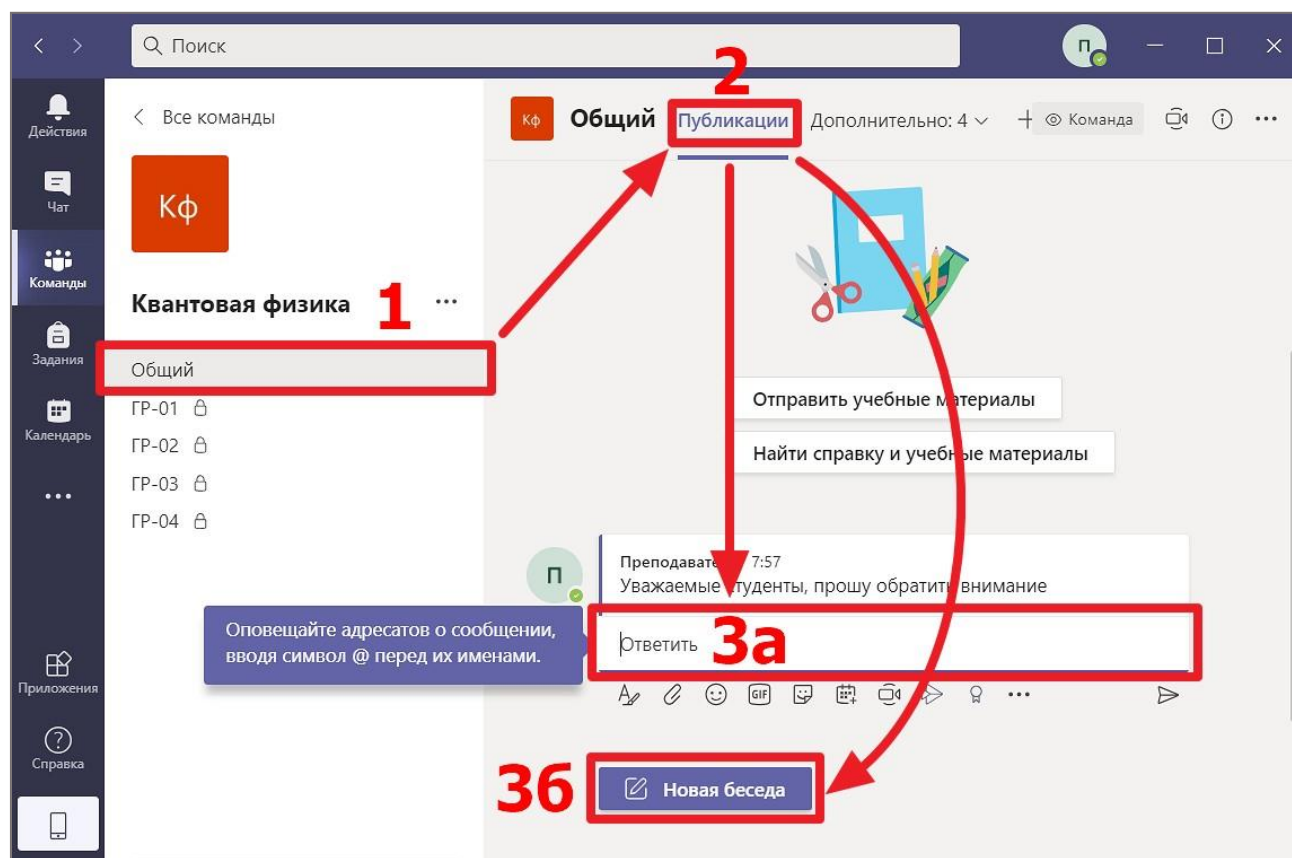 Поиск
П
Действия
Чат
Команды
Задания
Календарь
Приложения
Справка
Все команды
Кф
Квантовая физика
1
Общий
ГР-01
ГР-02
ГР-03
ГР-04
2
Кф
Общий
Публикации
Дополнительно: 4
Команда
Отправить учебные материалы
Найти справку и учебные материалы
П
7:57
Уважаемые студенты, прошу обратить внимание
Оповещайте адресатов о сообщении,
вводя символ @ перед их именами.
Ответить
3а
GIF
3б
Новая беседа